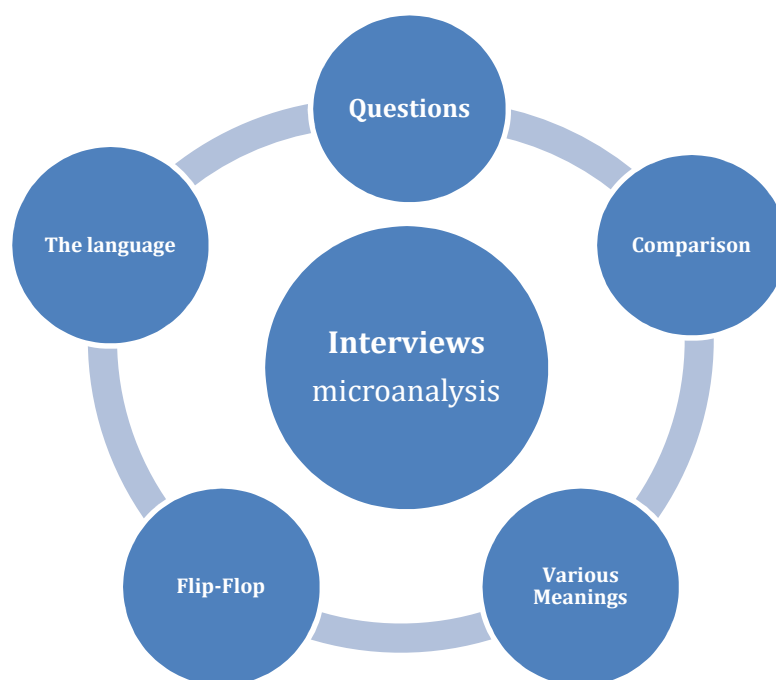 Questions
The language
Comparison
Interviews
microanalysis
Flip-Flop
Various
Meanings